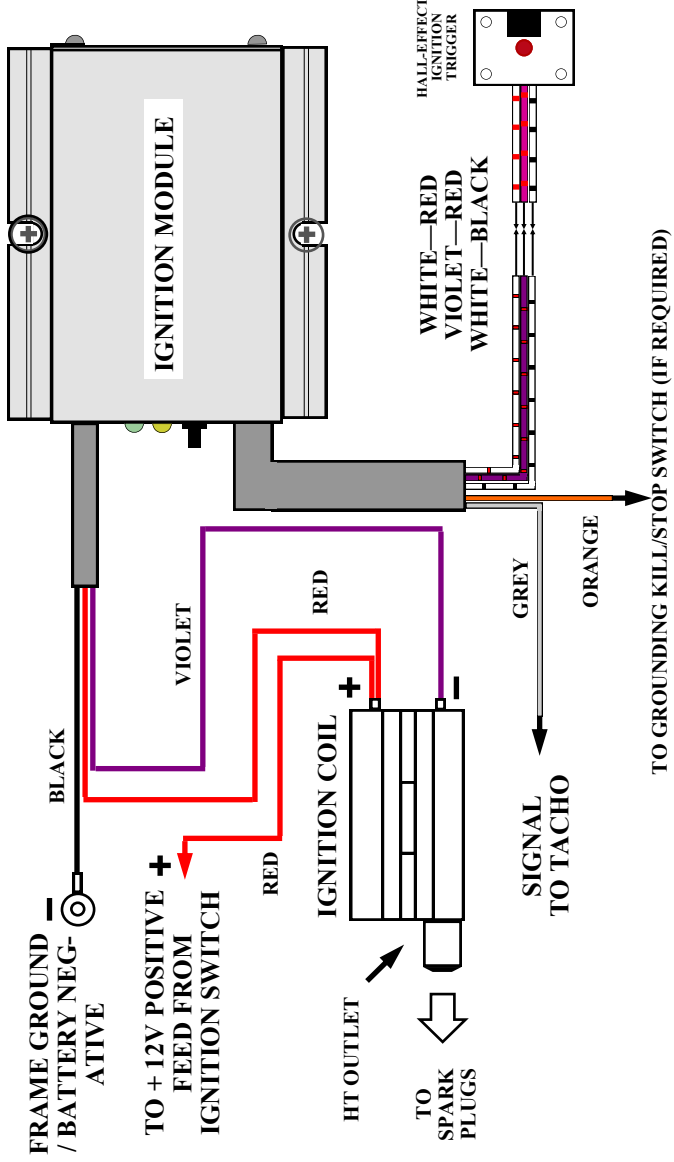 HALL-EFFECT
IGNITION
TRIGGER
IGNITION MODULE
WHITE—RED
VIOLET—RED
WHITE—BLACK
BLACK
VIOLET
RED
RED
GREY
ORANGE
TO GROUNDING KILL/STOP SWITCH (IF REQUIRED)
+
−
IGNITION COIL
SIGNAL
TO TACHO
−
FRAME GROUND
/ BATTERY NEG-
ATIVE
+
TO + 12V POSITIVE
FEED FROM
IGNITION SWITCH
HT OUTLET
TO
SPARK
PLUGS